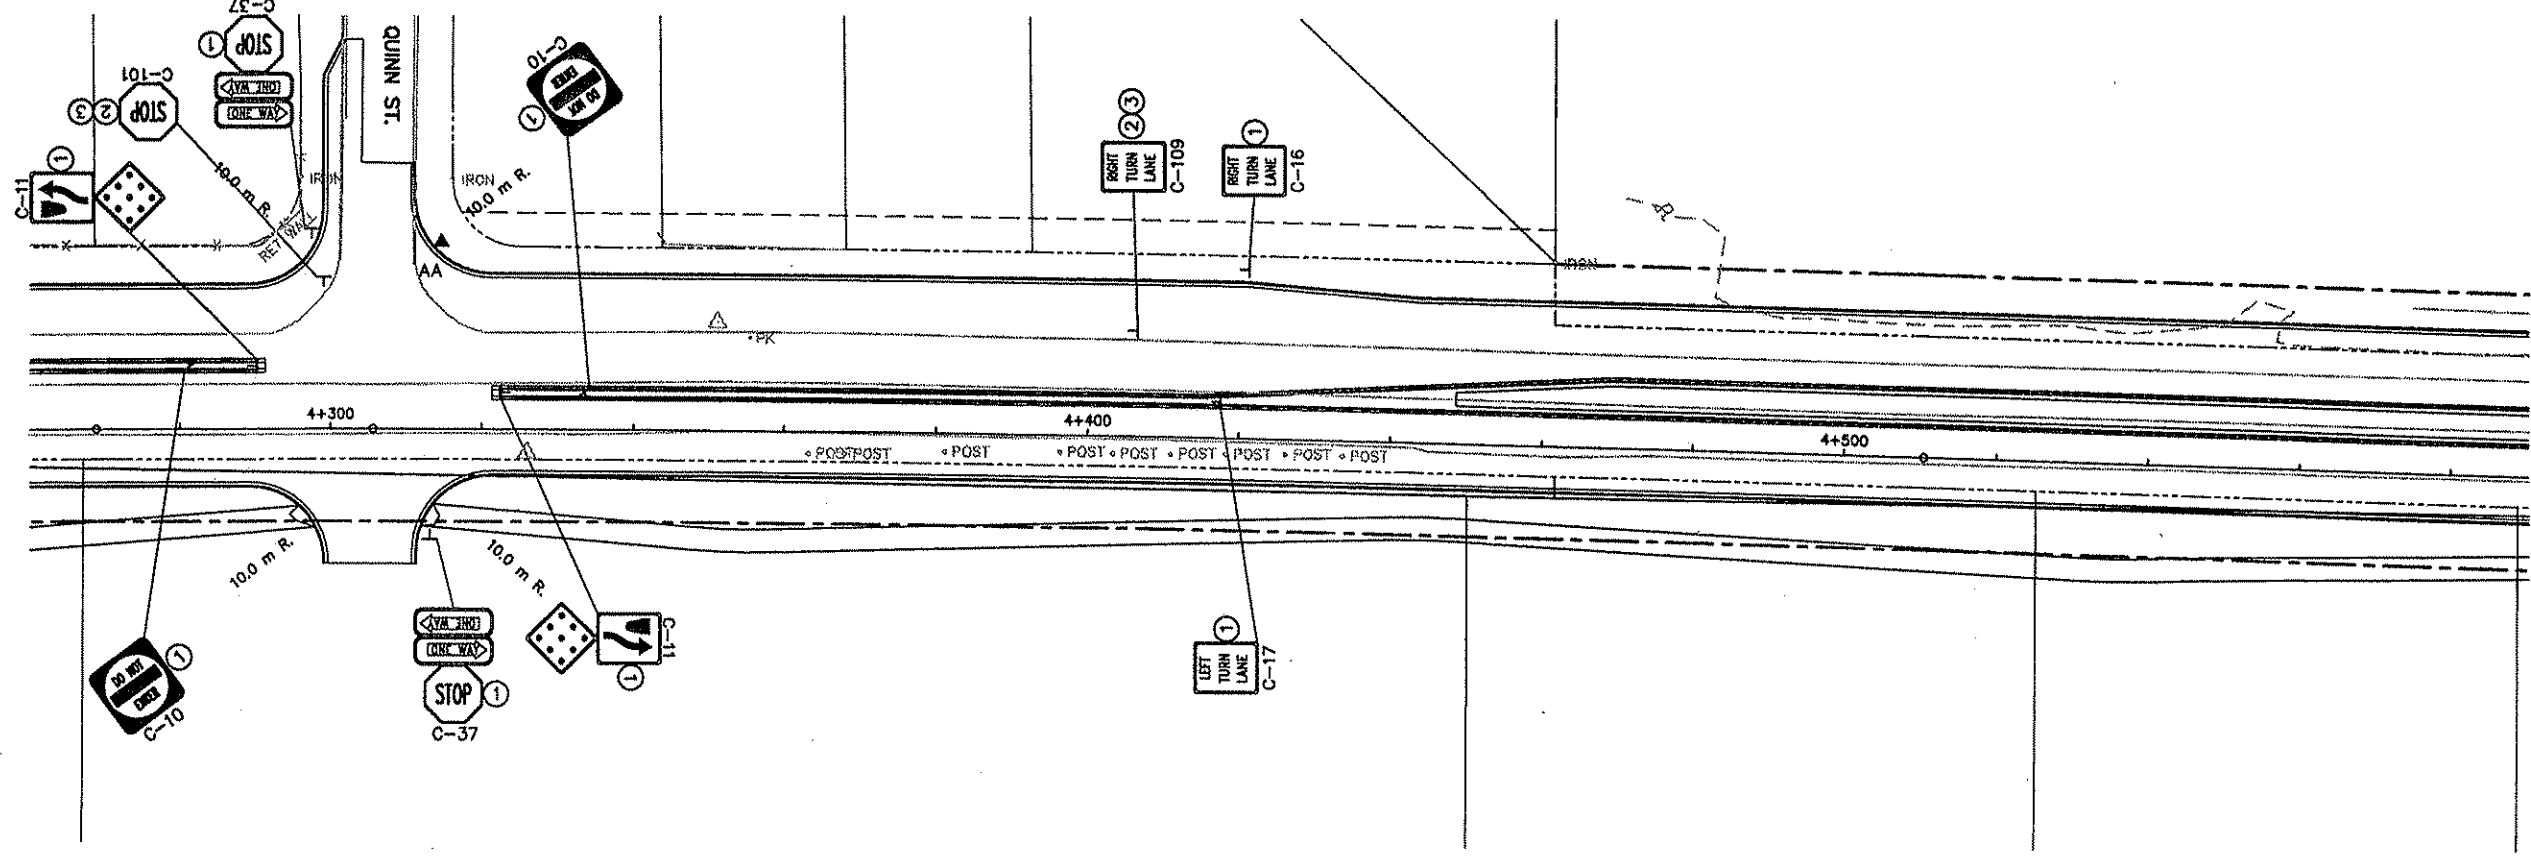 C-37
STOP
1
ONE WAY
ONE WAY
C-101
STOP
2 3
QUINN ST.
C-10
DO NOT
ENTER
1
1
C-11
10.0 m R.
IRON
RET WALL
IRON
10.0 m R.
AA
2 3
RIGHT
TURN
LANE
C-109
1
RIGHT
TURN
LANE
C-16
IRON
PK
4+300
4+400
4+500
POST
POST
POST
POST
POST
POST
POST
POST
POST
10.0 m R.
10.0 m R.
DO NOT
ENTER
1
C-10
ONE WAY
ONE WAY
STOP
1
C-37
C-11
1
1
LEFT
TURN
LANE
C-17